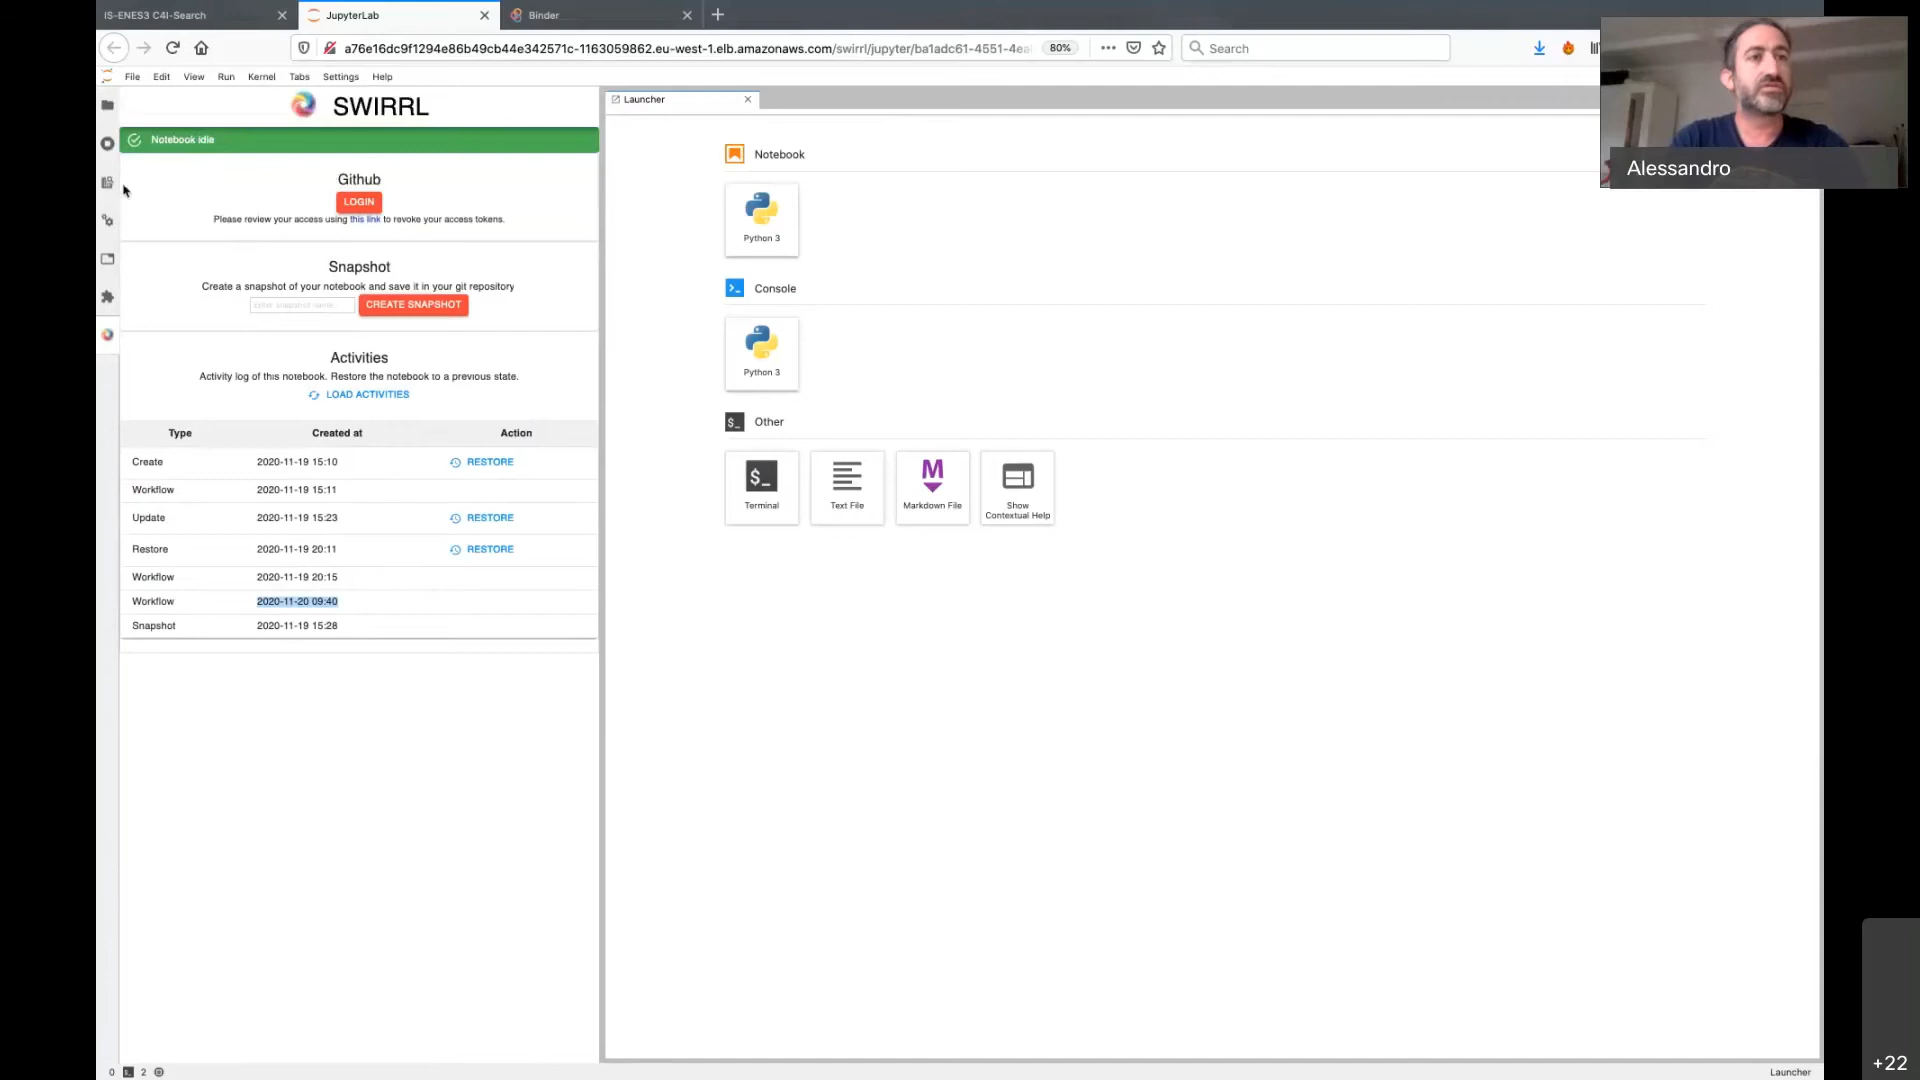 IS-ENES3 C4I-Search
JupyterLab
Binder
a76e16dc9f1294e86b49cb44e342571c-1163059862.eu-west-1.elb.amazonaws.com/swirrl/jupyter/ba1adc61-4551-4ea
80%
Search
File Edit View Run Kernel Tabs Settings Help
SWIRRL
Notebook idle
Github
LOGIN
Please review your access using this link to revoke your access tokens.
Snapshot
Create a snapshot of your notebook and save it in your git repository
Enter snapshot name. CREATE SNAPSHOT
Activities
Activity log of this notebook. Restore the notebook to a previous state.
LOAD ACTIVITIES
Type Created at Action
Create 2020-11-19 15:10 RESTORE
Workflow 2020-11-19 15:11
Update 2020-11-19 15:23 RESTORE
Restore 2020-11-19 20:11 RESTORE
Workflow 2020-11-19 20:15
Workflow 2020-11-20 09:40
Snapshot 2020-11-19 15:28
Launcher
Notebook
Python 3
Console
Python 3
Other
$_
Terminal
Text File
M
Markdown File
Show
Contextual Help
Alessandro
+22
0 2
Launcher